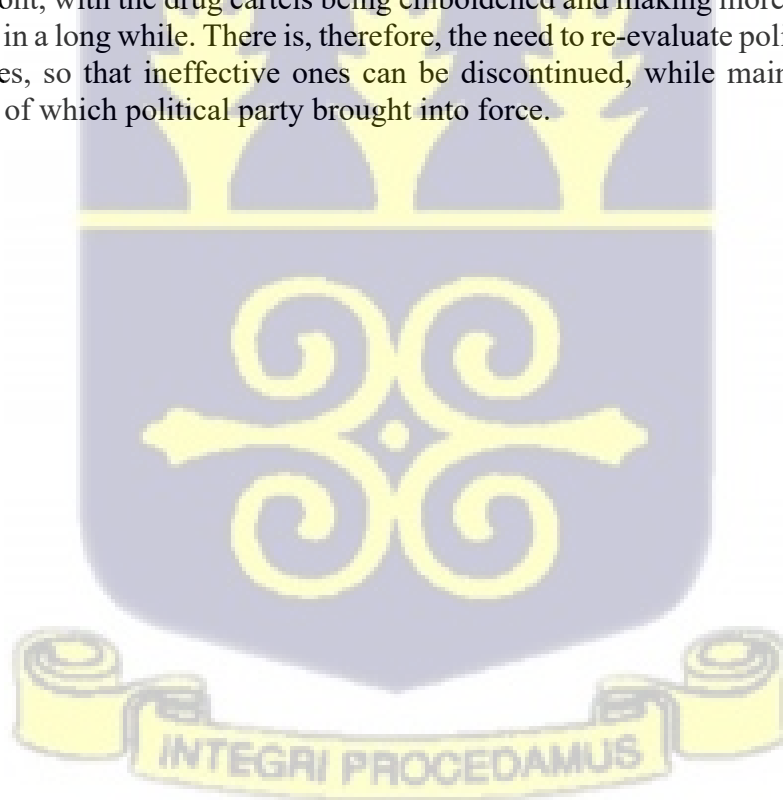 ont, with the drug cartels being emboldened and making more
in a long while. There is, therefore, the need to re-evaluate poli
es, so that ineffective ones can be discontinued, while main
of which political party brought into force.
INTEGRI PROCEDAMUS